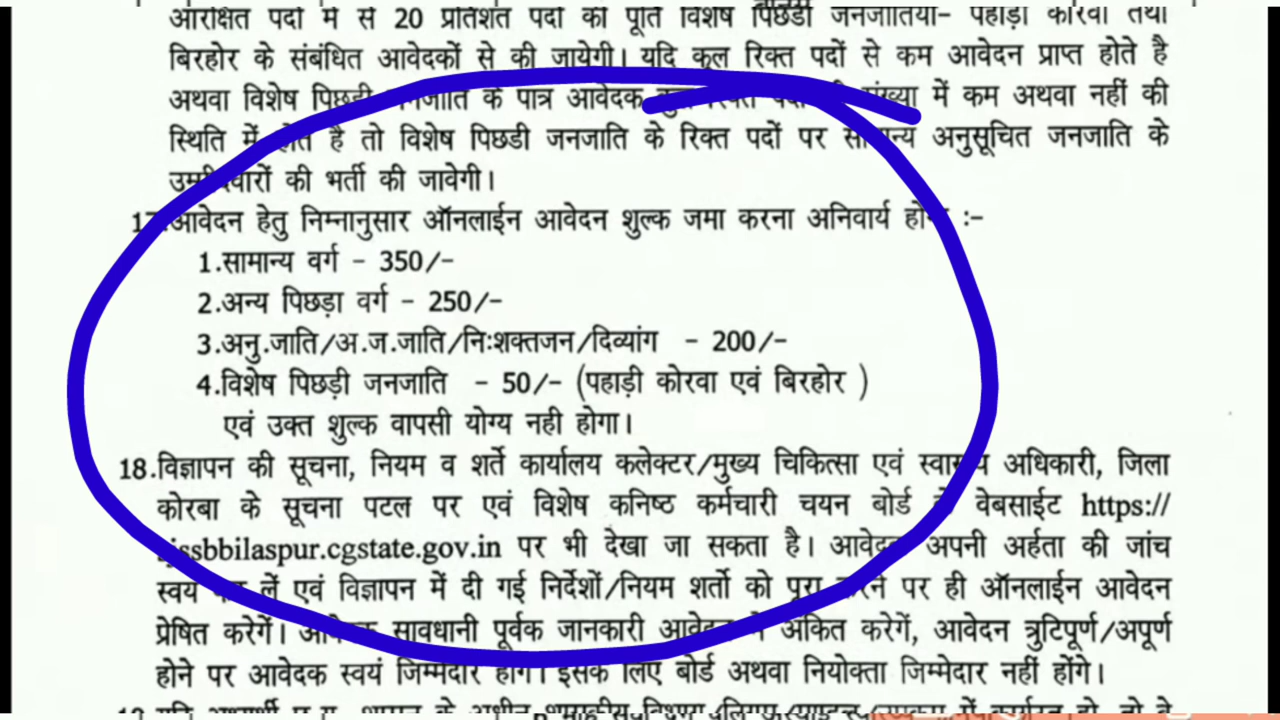 आरक्षित पदों में से 20 प्रतिशत पदों की पूर्ति विशेष पिछडी जनजातियों- पहाड़ी कोरवा तथा
बिरहोर के संबंधित आवेदकों से की जायेगी। यदि कुल रिक्त पदों से कम आवेदन प्राप्त होते है
अथवा विशेष पिछडी जनजाति के पात्र आवेदक संख्या में कम अथवा नहीं की
स्थिति में होते है तो विशेष पिछडी जनजाति के रिक्त पदों पर सामान्य अनुसूचित जनजाति के
उम्मीदवारों की भर्ती की जावेगी।
17.आवेदन हेतु निम्नानुसार ऑनलाईन आवेदन शुल्क जमा करना अनिवार्य होगा :-
1.सामान्य वर्ग - 350/-
2.अन्य पिछड़ा वर्ग - 250/-
3.अनु.जाति/अ.ज.जाति/निःशक्तजन/दिव्यांग - 200/-
4.विशेष पिछड़ी जनजाति - 50/- (पहाड़ी कोरवा एवं बिरहोर )
एवं उक्त शुल्क वापसी योग्य नही होगा।
18.विज्ञापन की सूचना, नियम व शर्ते कार्यालय कलेक्टर/मुख्य चिकित्सा एवं स्वास्थ्य अधिकारी, जिला
कोरबा के सूचना पटल पर एवं विशेष कनिष्ठ कर्मचारी चयन बोर्ड के वेबसाईट https://
sjssbbilaspur.cgstate.gov.in पर भी देखा जा सकता है। आवेदक अपनी अर्हता की जांच
स्वयं कर लें एवं विज्ञापन में दी गई निर्देशों/नियम शर्तो को पूरा करने पर ही ऑनलाईन आवेदन
प्रेषित करेगें। आवेदक सावधानी पूर्वक जानकारी आवेदन में अंकित करेगें, आवेदन त्रुटिपूर्ण/अपूर्ण
होने पर आवेदक स्वयं जिम्मेदार होंगे। इसके लिए बोर्ड अथवा नियोक्ता जिम्मेदार नहीं होंगे।